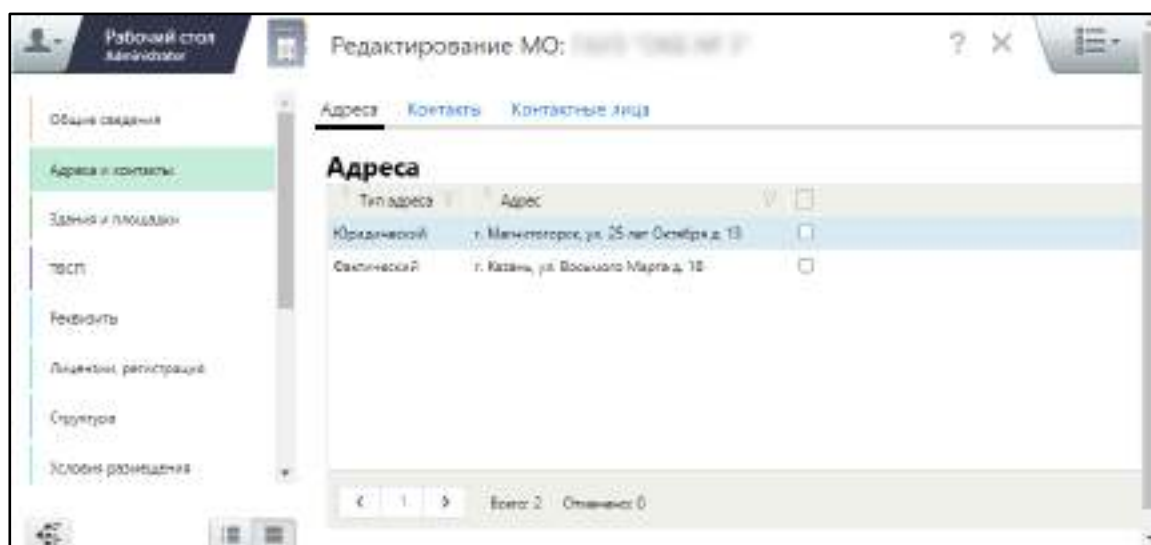 Рабочий стол
Administrator
Редактирование МО:
?
Общие сведения
Адреса и контакты
Здания и площадки
ТВСП
Реквизиты
Лицензии, регистрация
Структура
Условия размещения
Адреса Контакты Контактные лица
Адреса
Тип адреса Адрес
Юридический г. Магнитогорск, ул. 25 лет Октября д. 13
Фактический г. Казань, ул. Восьмого Марта д. 18
1 Всего: 2 Отмечено: 0